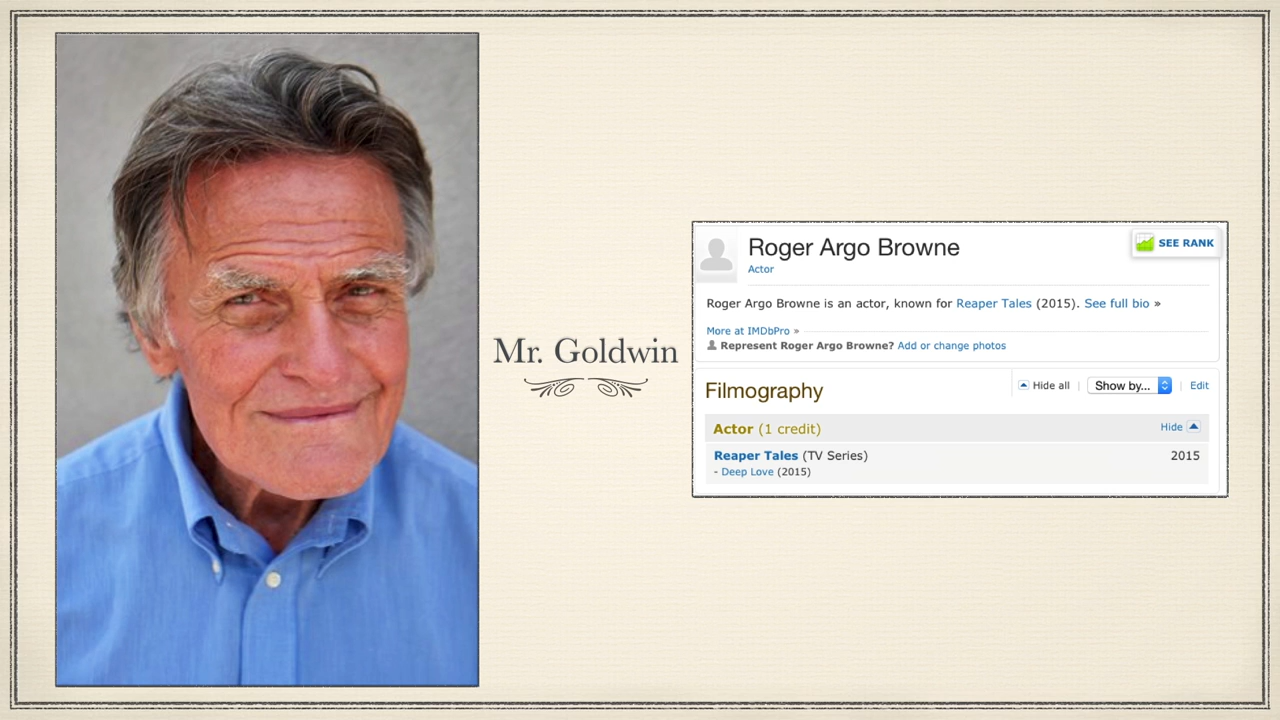 Mr. Goldwin
Roger Argo Browne
SEE RANK
Actor
Roger Argo Browne is an actor, known for Reaper Tales (2015). See full bio »
More at IMDbPro »
Represent Roger Argo Browne? Add or change photos
Filmography
Hide all | Show by... | Edit
Actor (1 credit) Hide
Reaper Tales (TV Series) 2015
- Deep Love (2015)